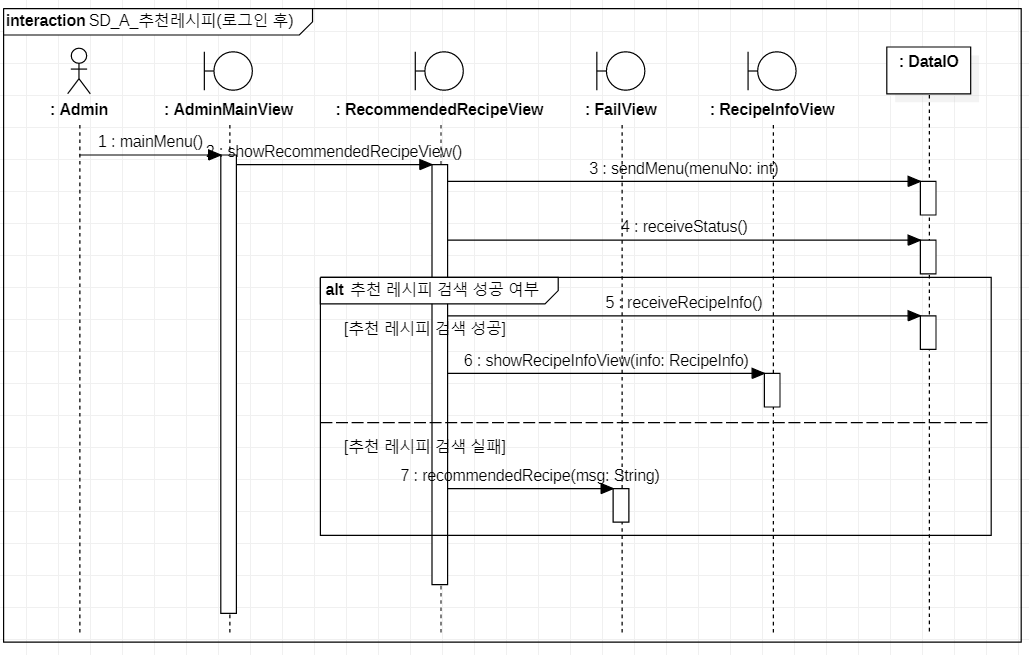 interaction SD_A_추천레시피(로그인 후)
: Admin
: AdminMainView
: RecommendedRecipeView
: FailView
: RecipeInfoView
: DataIO
1 : mainMenu()
2 : showRecommendedRecipeView()
3 : sendMenu(menuNo: int)
4 : receiveStatus()
alt 추천 레시피 검색 성공 여부
5 : receiveRecipeInfo()
[추천 레시피 검색 성공]
6 : showRecipeInfoView(info: RecipeInfo)
[추천 레시피 검색 실패]
7 : recommendedRecipe(msg: String)